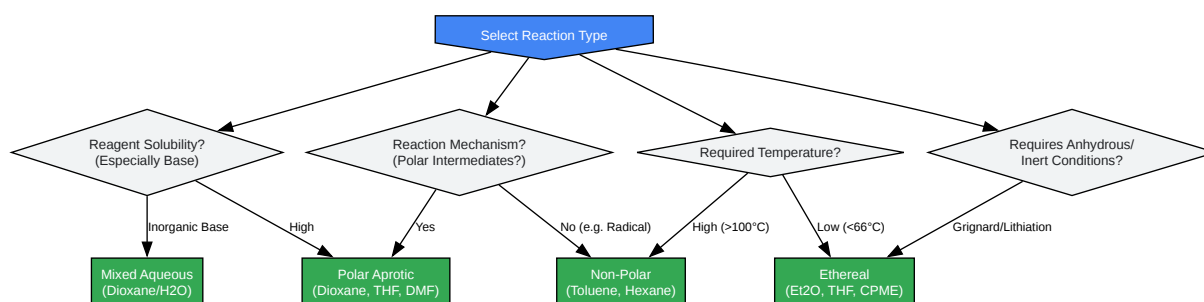 Select Reaction Type
Reagent Solubility?
(Especially Base)
Reaction Mechanism?
(Polar Intermediates?)
Required Temperature?
Requires Anhydrous/
Inert Conditions?
Inorganic Base
High
Yes
No (e.g. Radical)
High (>100°C)
Low (<66°C)
Grignard/Lithiation
Mixed Aqueous
(Dioxane/H2O)
Polar Aprotic
(Dioxane, THF, DMF)
Non-Polar
(Toluene, Hexane)
Ethereal
(Et2O, THF, CPME)